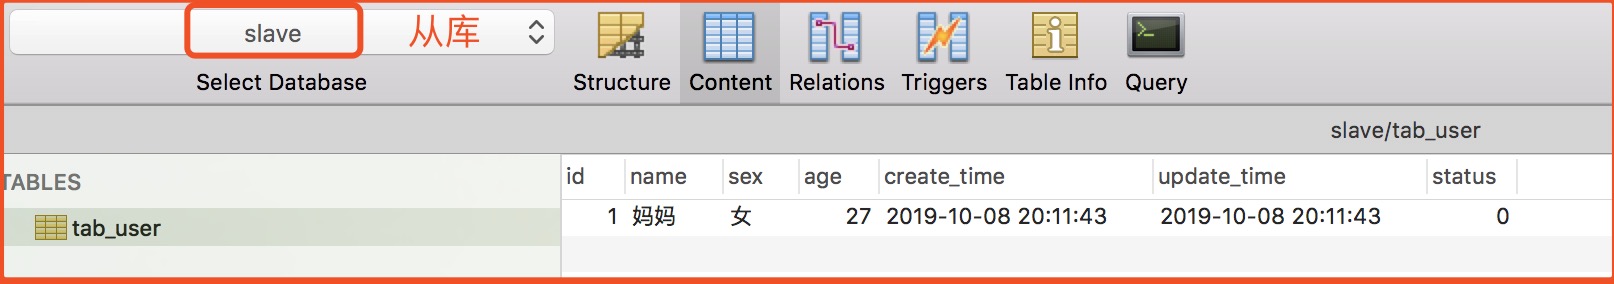 slave 从库
Select Database Structure Content Relations Triggers Table Info Query
slave/tab_user
TABLES
id name sex age create_time update_time status
tab_user
1 妈妈 女 27 2019-10-08 20:11:43 2019-10-08 20:11:43 0